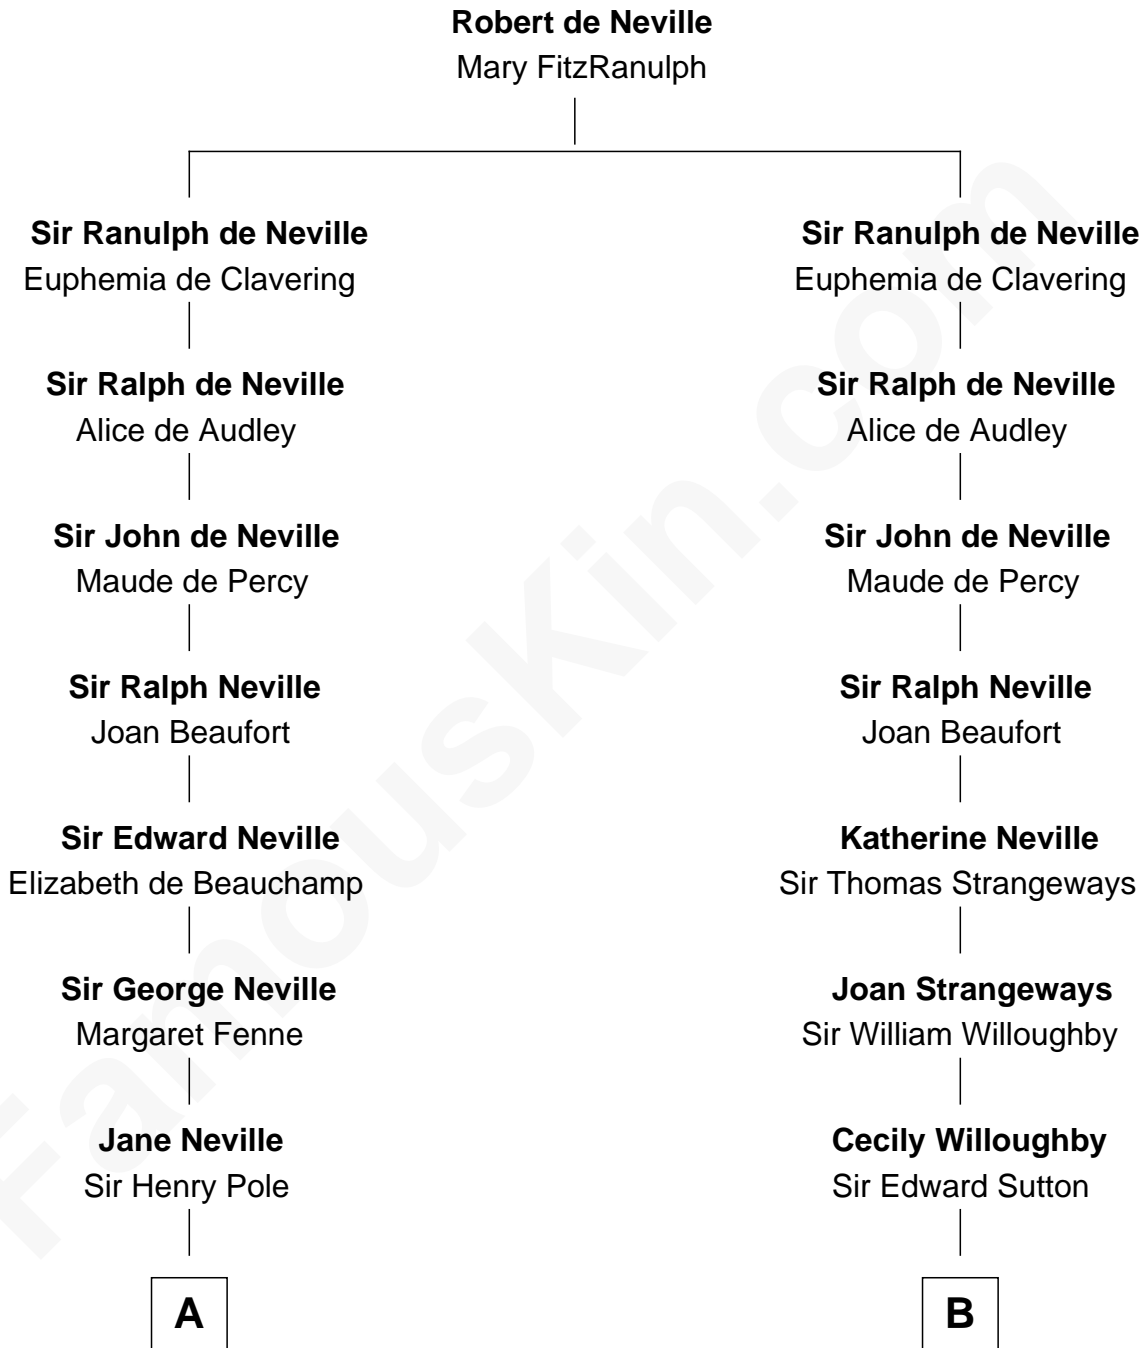 Robert de Neville
Mary FitzRanulph
Sir Ranulph de Neville
Euphemia de Clavering
Sir Ralph de Neville
Alice de Audley
Sir John de Neville
Maude de Percy
Sir Ralph Neville
Joan Beaufort
Sir Edward Neville
Elizabeth de Beauchamp
Sir George Neville
Margaret Fenne
Jane Neville
Sir Henry Pole
A
Sir Ranulph de Neville
Euphemia de Clavering
Sir Ralph de Neville
Alice de Audley
Sir John de Neville
Maude de Percy
Sir Ralph Neville
Joan Beaufort
Katherine Neville
Sir Thomas Strangeways
Joan Strangeways
Sir William Willoughby
Cecily Willoughby
Sir Edward Sutton
B
FamousKin.com